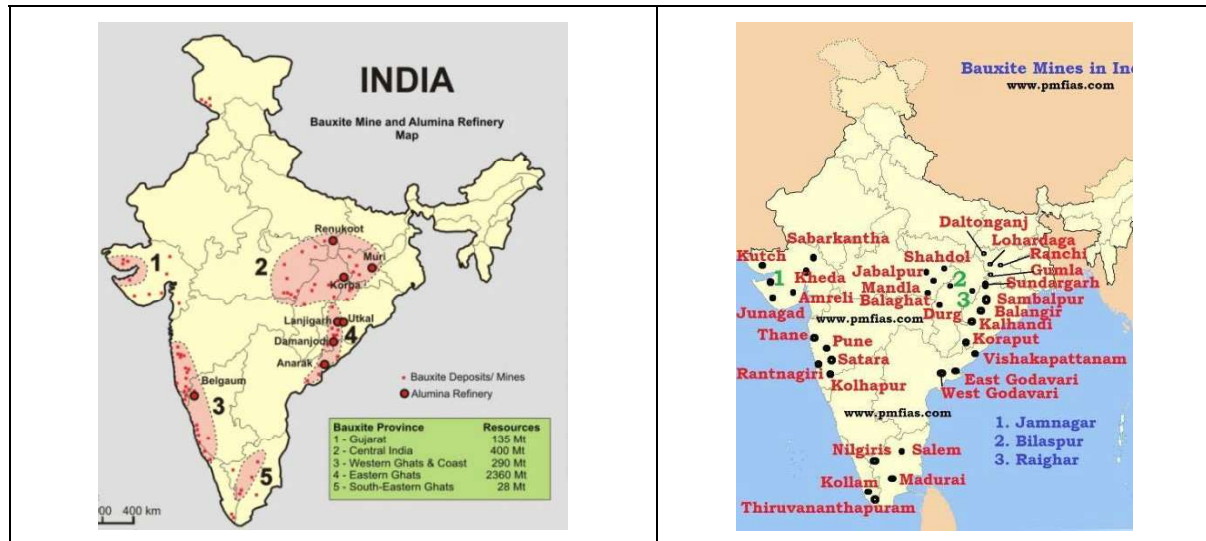 INDIA
Bauxite Mine and Alumina Refinery
Map
Renukoot
1
2
Muri
Korba
Lanjigarh
Utkal
4
Damanjodi
Anarak
Belgaum
3
• Bauxite Deposits/ Mines
Alumina Refinery
Bauxite Province Resources
1 - Gujarat 135 Mt
2 - Central India 400 Mt
3 - Western Ghats & Coast 290 Mt
4 - Eastern Ghats 2360 Mt
5 - South-Eastern Ghats 28 Mt
5
400 km
Bauxite Mines in Ind
www.pmfias.com
Daltonganj
Lohardaga
Sabarkantha
Ranchi
Kutch
Shahdol
Gumla
1
Kheda
Jabalpur
2
Sundargarh
Mandla
3
Sambalpur
Amreli
Balaghat
Balangir
Junagad
Durg
Kalhandi
www.pmfias.com
Thane
Koraput
Pune
Vishakapattanam
Satara
Rantnagiri
East Godavari
Kolhapur
West Godavari
www.pmfias.com
1. Jamnagar
2. Bilaspur
3. Raighar
Nilgiris
Salem
Kollam
Madurai
Thiruvananthapuram